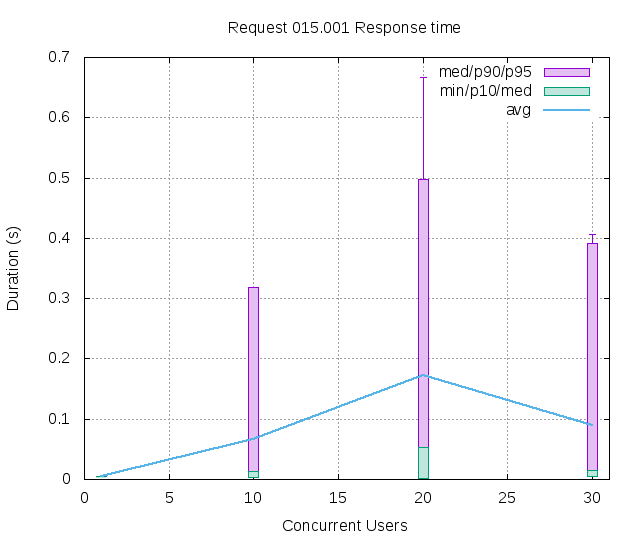 Request 015.001 Response time
0.7
0.6
0.5
0.4
0.3
0.2
0.1
0
Duration (s)
med/p90/p95
min/p10/med
avg
0 5 10 15 20 25 30
Concurrent Users